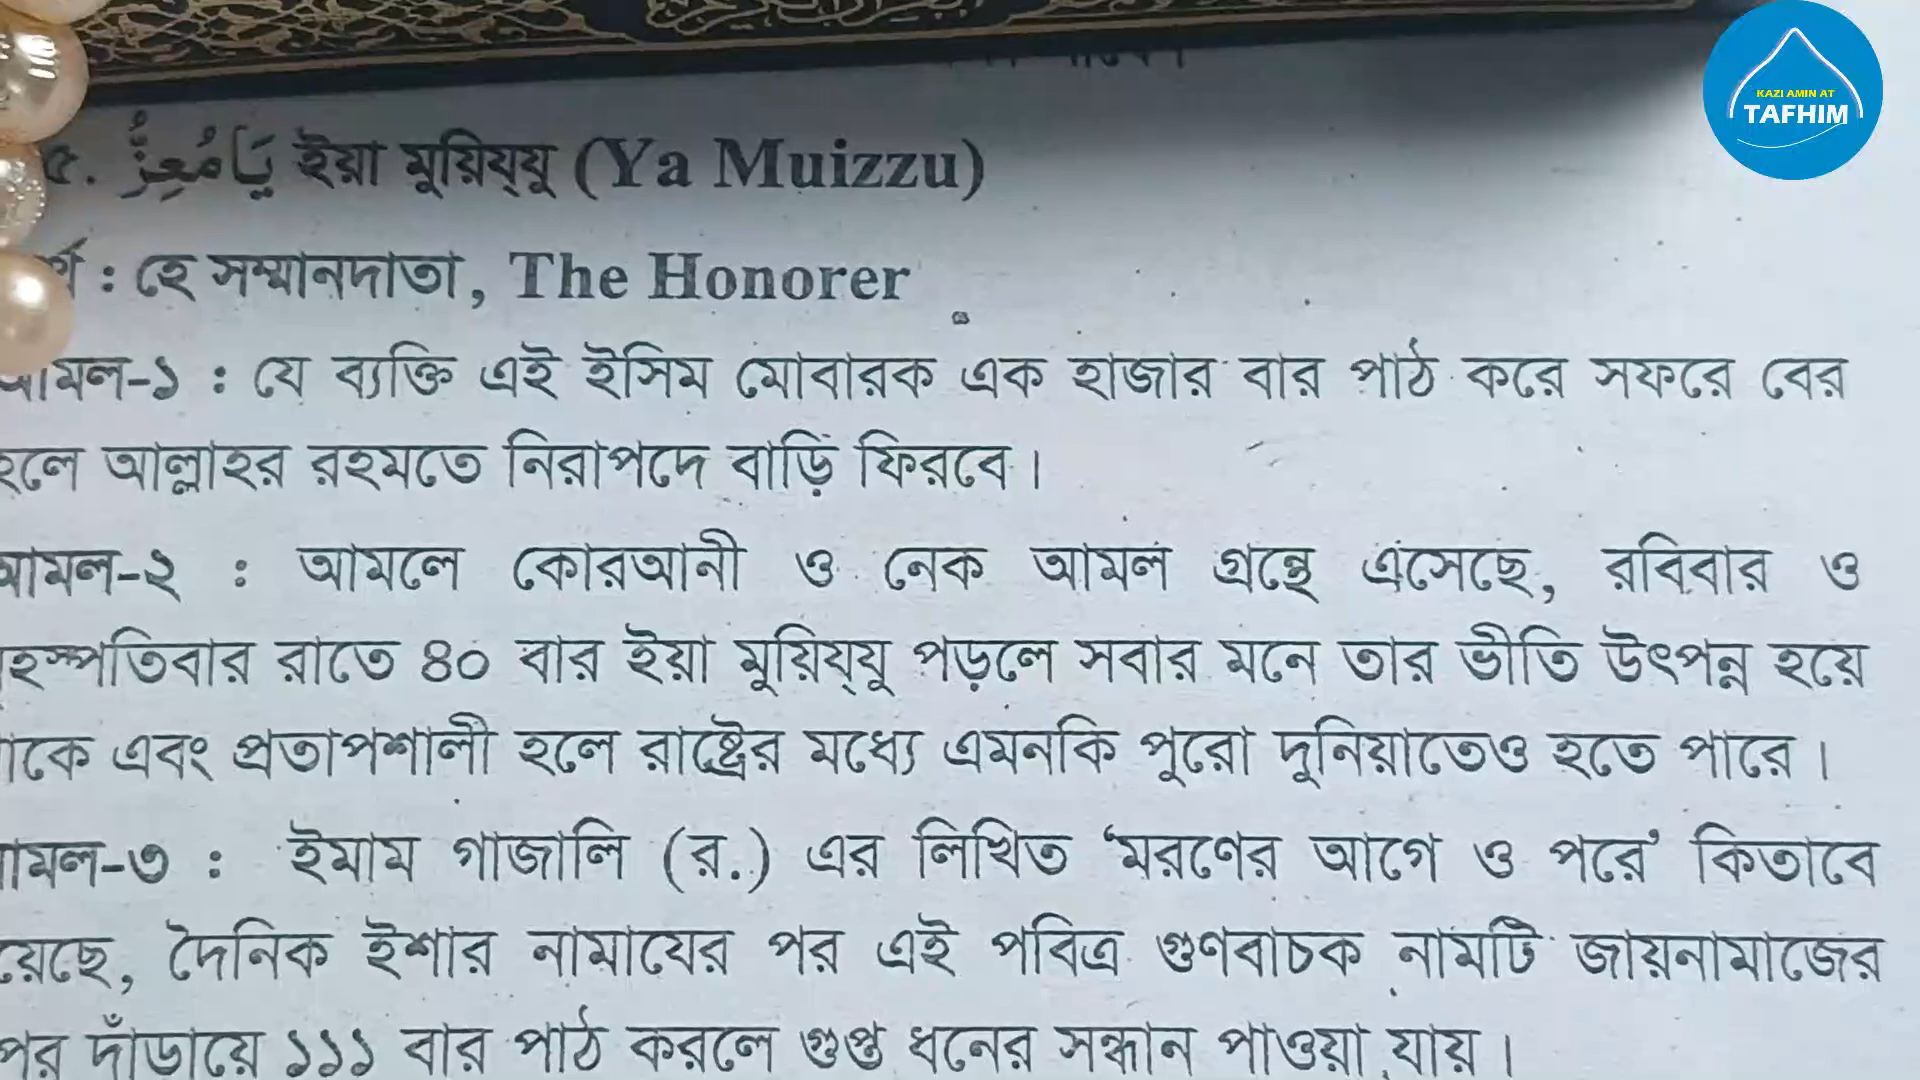 KAZI AMIN AT
TAFHIM
৫. يَا مُعِزُّ ইয়া মুয়িয্যু (Ya Muizzu)
র্থ : হে সম্মানদাতা, The Honorer
আমল-১ : যে ব্যক্তি এই ইসিম মোবারক এক হাজার বার পাঠ করে সফরে বের
হলে আল্লাহর রহমতে নিরাপদে বাড়ি ফিরবে।
আমল-২ : আমলে কোরআনী ও নেক আমল গ্রন্থে এসেছে, রবিবার ও
বৃহস্পতিবার রাতে ৪০ বার ইয়া মুয়িয্যু পড়লে সবার মনে তার ভীতি উৎপন্ন হয়ে
থাকে এবং প্রতাপশালী হলে রাষ্ট্রের মধ্যে এমনকি পুরো দুনিয়াতেও হতে পারে।
আমল-৩ : ইমাম গাজালি (র.) এর লিখিত ‘মরণের আগে ও পরে’ কিতাবে
য়েছে, দৈনিক ইশার নামাযের পর এই পবিত্র গুণবাচক নামটি জায়নামাজের
পর দাঁড়ায়ে ১১১ বার পাঠ করলে গুপ্ত ধনের সন্ধান পাওয়া যায়।